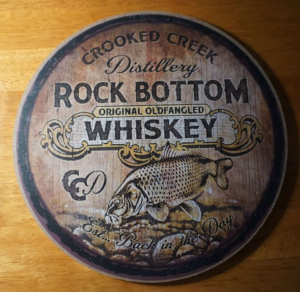 CROOKED CREEK
Distillery
ROCK BOTTOM
ORIGINAL OLDFANGLED
WHISKEY
CCD
Est. Back in the Day